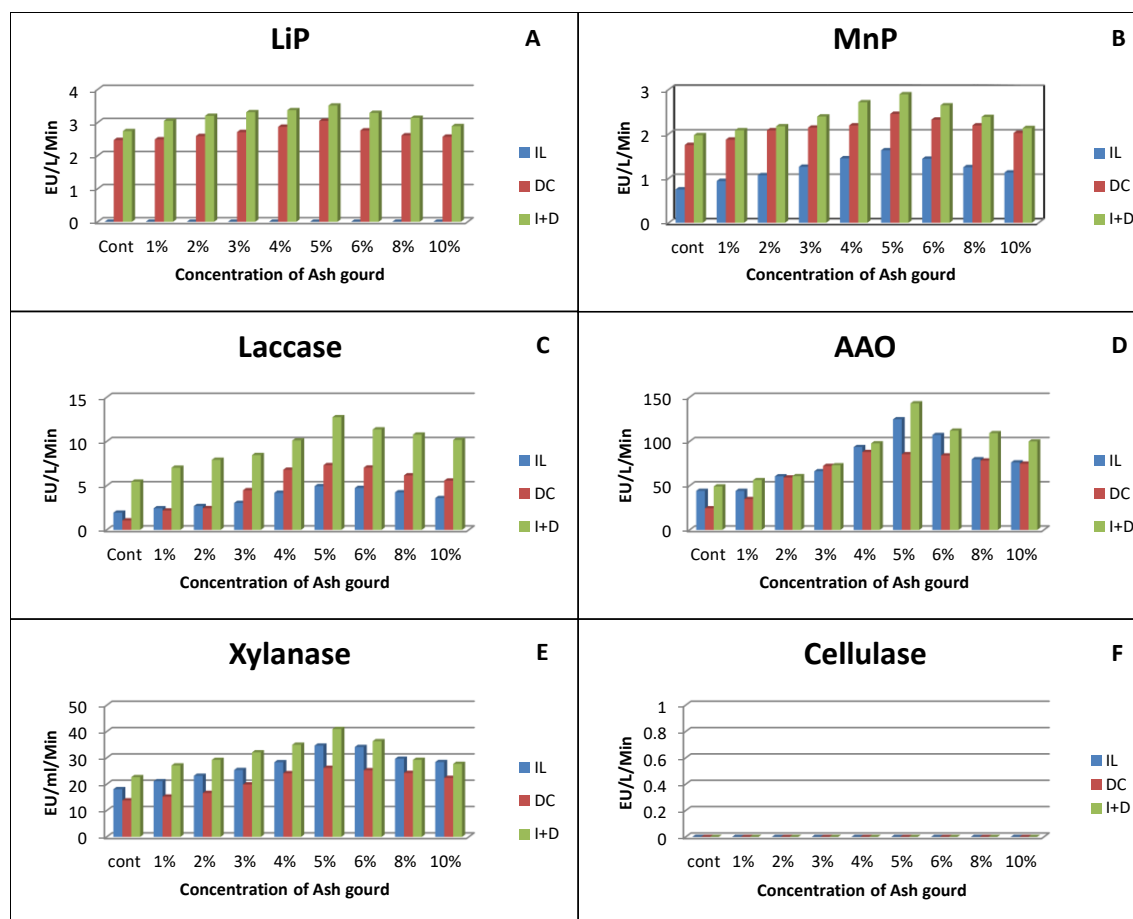 LiP
A
EU/L/Min
4
3
2
1
0
Cont 1% 2% 3% 4% 5% 6% 8% 10%
Concentration of Ash gourd
IL
DC
I+D
MnP
B
EU/L/Min
3
2
1
0
cont 1% 2% 3% 4% 5% 6% 8% 10%
Concentration of Ash gourd
IL
DC
I+D
Laccase
C
EU/L/Min
15
10
5
0
Cont 1% 2% 3% 4% 5% 6% 8% 10%
Concentration of Ash gourd
IL
DC
I+D
AAO
D
EU/L/Min
150
100
50
0
Cont 1% 2% 3% 4% 5% 6% 8% 10%
Concentration of Ash gourd
IL
DC
I+D
Xylanase
E
EU/ml/Min
50
40
30
20
10
0
cont 1% 2% 3% 4% 5% 6% 8% 10%
Concentration of Ash gourd
IL
DC
I+D
Cellulase
F
EU/L/Min
1
0.8
0.6
0.4
0.2
0
cont 1% 2% 3% 4% 5% 6% 8% 10%
Concentration of Ash gourd
IL
DC
I+D